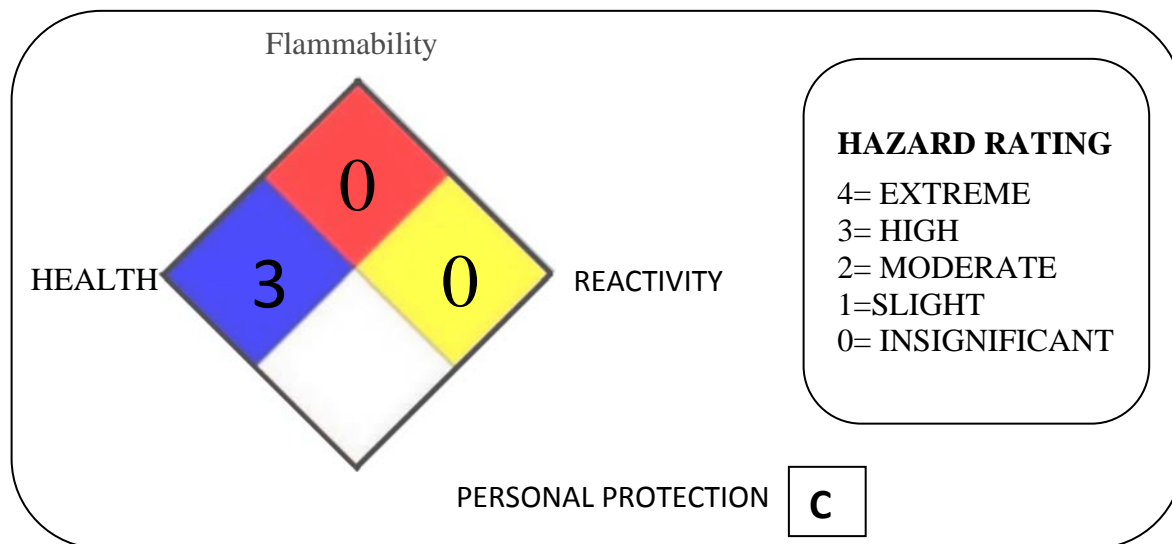 Flammability
0
HEALTH
3
0
REACTIVITY
PERSONAL PROTECTION C
HAZARD RATING
4= EXTREME
3= HIGH
2= MODERATE
1=SLIGHT
0= INSIGNIFICANT